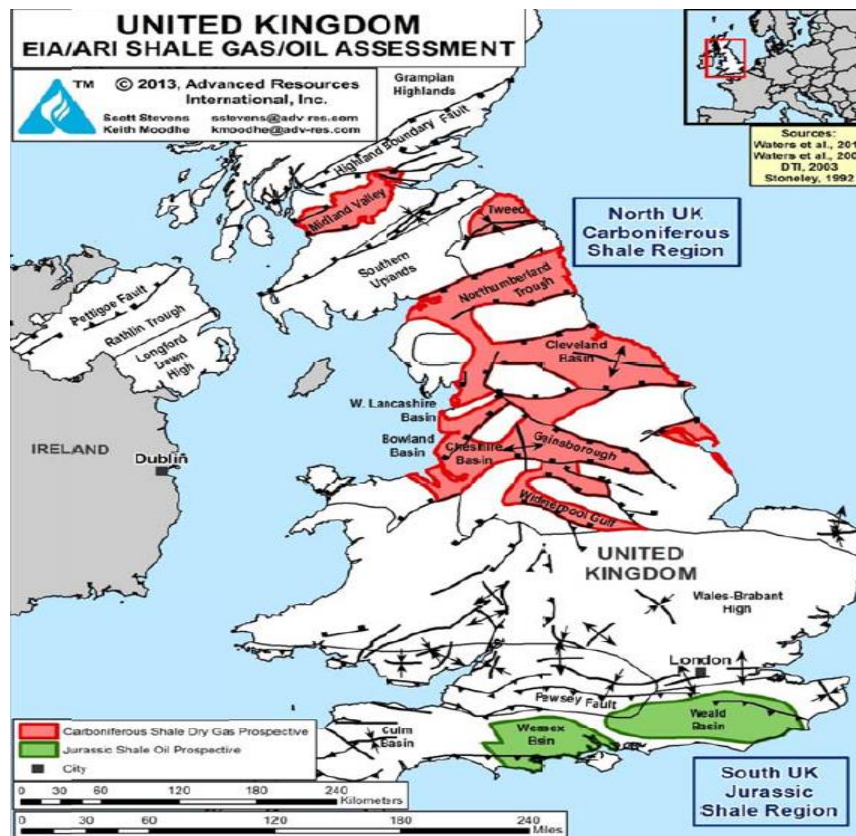 UNITED KINGDOM
EIA/ARI SHALE GAS/OIL ASSESSMENT
TM
© 2013, Advanced Resources
International, Inc.
Scott Stevens sstevens@adv-res.com
Keith Moodhe kmoodhe@adv-res.com
Grampian
Highlands
Highland Boundary Fault
Sources:
Waters et al., 201
Waters et al., 200
DTI, 2003
Stoneley, 1992
Midland Valley
Tweed
North UK
Carboniferous
Shale Region
Southern
Uplands
Northumberland
Trough
Pettigoe Fault
Rathlin Trough
Longford
Down
High
Cleveland
Basin
W. Lancashire
Basin
Bowland
Basin
Cheshire
Basin
Gainsborough
IRELAND
Dublin
Widmerpool Gulf
UNITED
KINGDOM
Wales-Brabant
High
London
Pewsey Fault
Weald
Basin
Wessex
Bsin
Culm
Basin
Carboniferous Shale Dry Gas Prospective
Jurassic Shale Oil Prospective
City
0 30 60 120 180 240
Kilometers
0 30 60 120 180 240
Miles
South UK
Jurassic
Shale Region